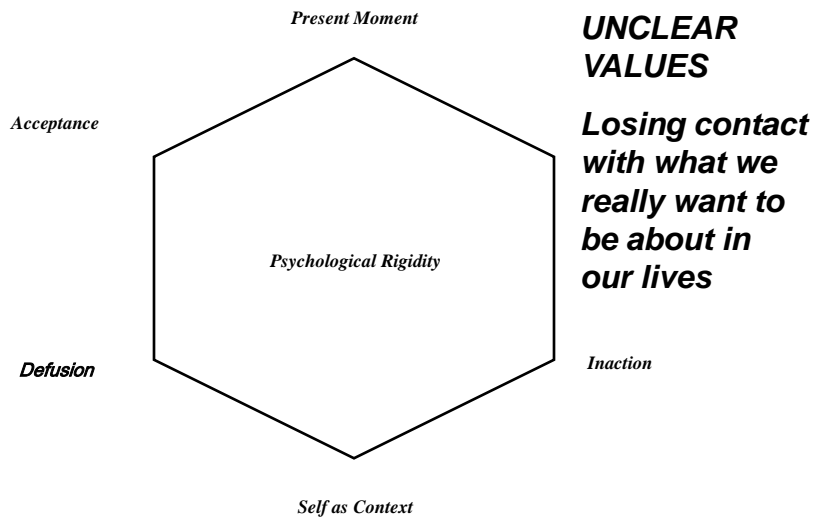 Present Moment
UNCLEAR
VALUES
Acceptance
Losing contact
with what we
really want to
be about in
our lives
Psychological Rigidity
Defusion
Inaction
Self as Context